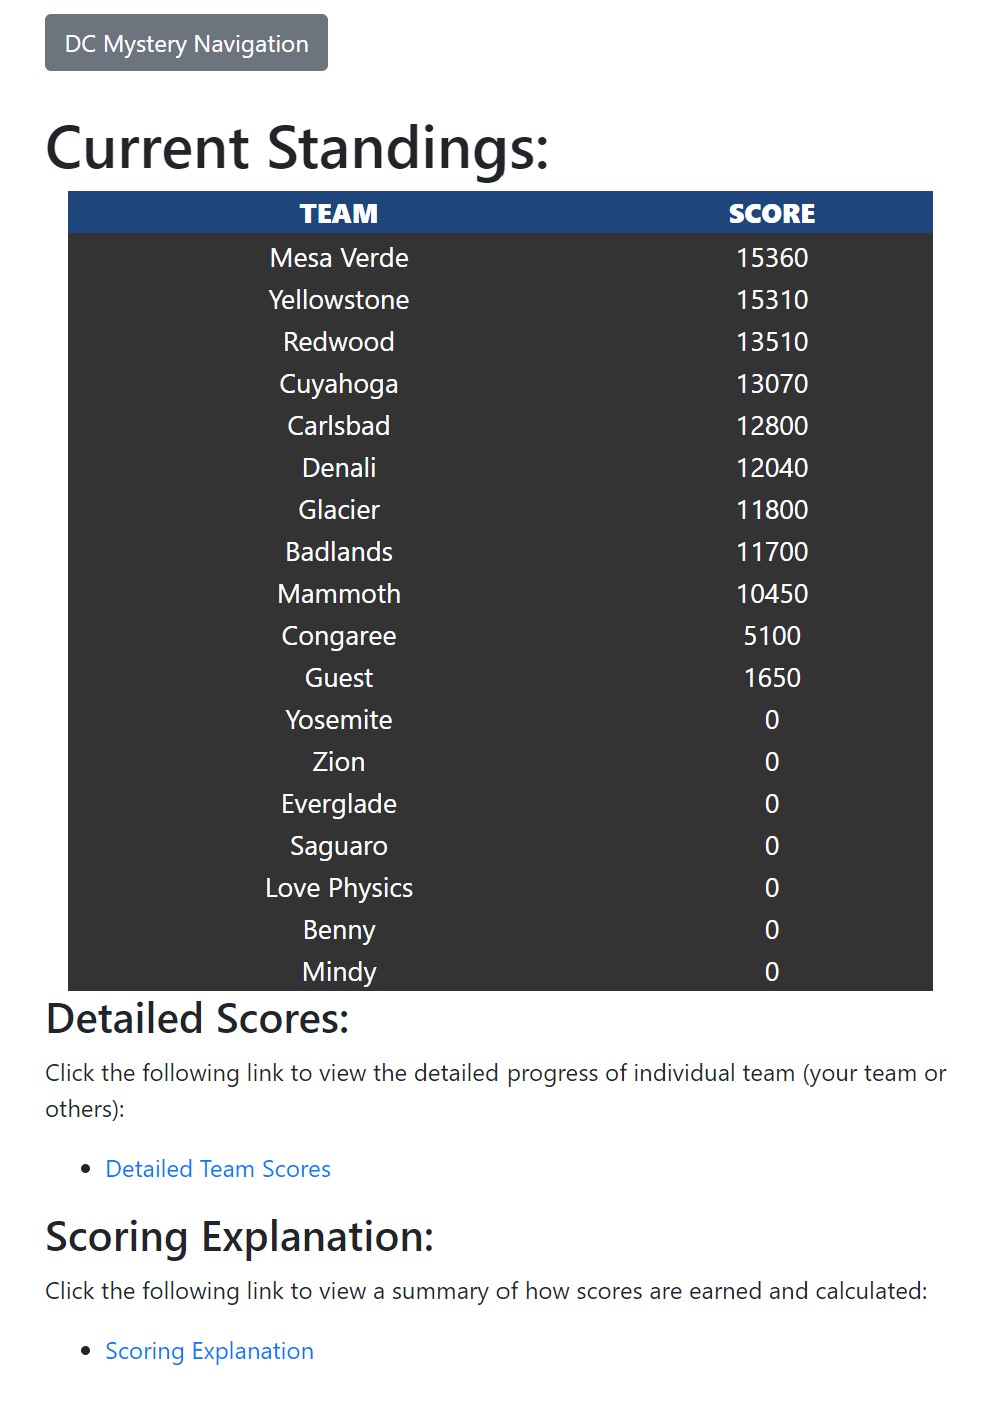 DC Mystery Navigation
Current Standings:
TEAM SCORE
Mesa Verde 15360
Yellowstone 15310
Redwood 13510
Cuyahoga 13070
Carlsbad 12800
Denali 12040
Glacier 11800
Badlands 11700
Mammoth 10450
Congaree 5100
Guest 1650
Yosemite 0
Zion 0
Everglade 0
Saguaro 0
Love Physics 0
Benny 0
Mindy 0
Detailed Scores:
Click the following link to view the detailed progress of individual team (your team or
others):
Detailed Team Scores
Scoring Explanation:
Click the following link to view a summary of how scores are earned and calculated:
Scoring Explanation